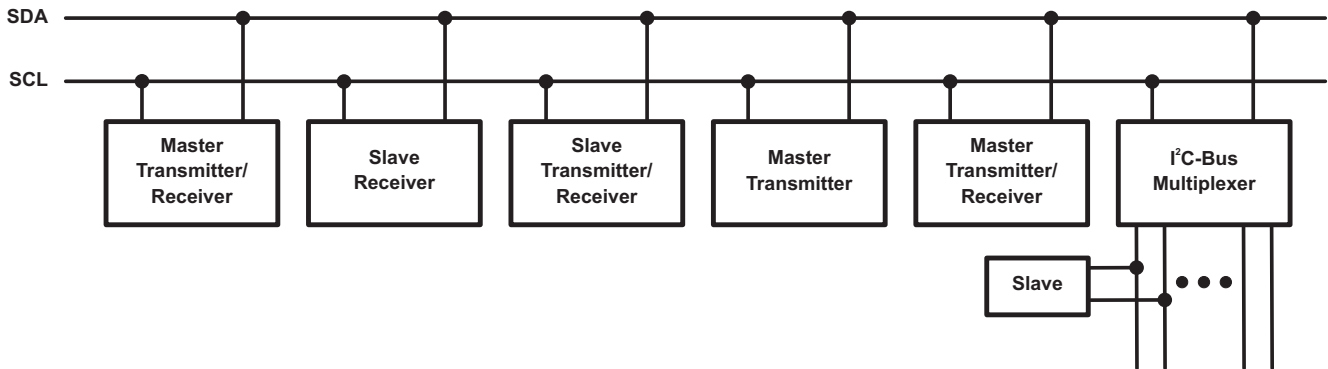 SDA
SCL
Master
Transmitter/
Receiver
Slave
Receiver
Slave
Transmitter/
Receiver
Master
Transmitter
Master
Transmitter/
Receiver
I²C-Bus
Multiplexer
Slave